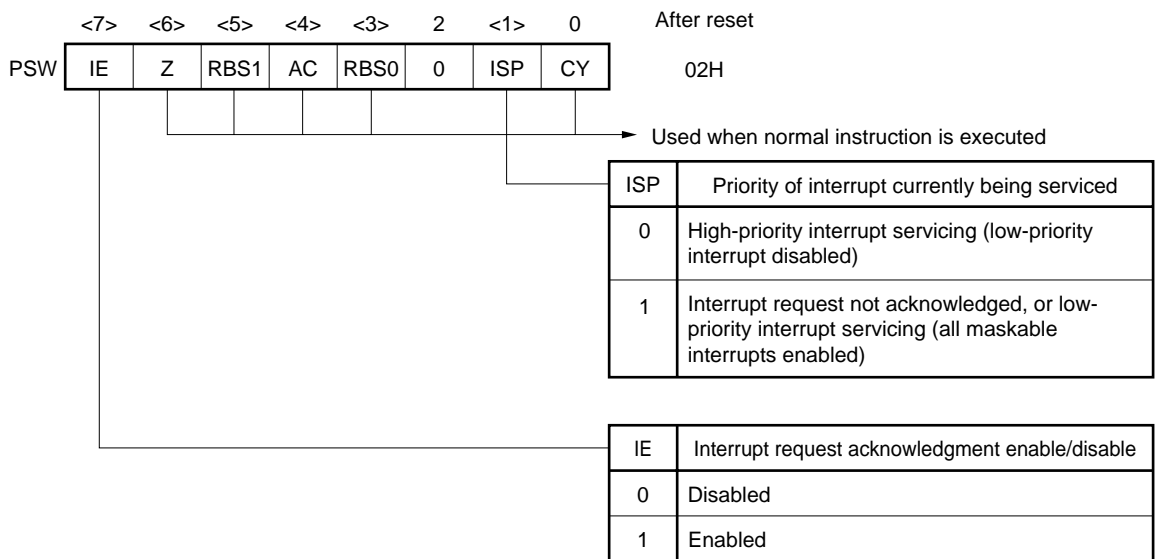 <7> <6> <5> <4> <3> 2 <1> 0 After reset
PSW IE Z RBS1 AC RBS0 0 ISP CY 02H
Used when normal instruction is executed
ISP Priority of interrupt currently being serviced
0 High-priority interrupt servicing (low-priority
interrupt disabled)
1 Interrupt request not acknowledged, or low-
priority interrupt servicing (all maskable
interrupts enabled)
IE Interrupt request acknowledgment enable/disable
0 Disabled
1 Enabled